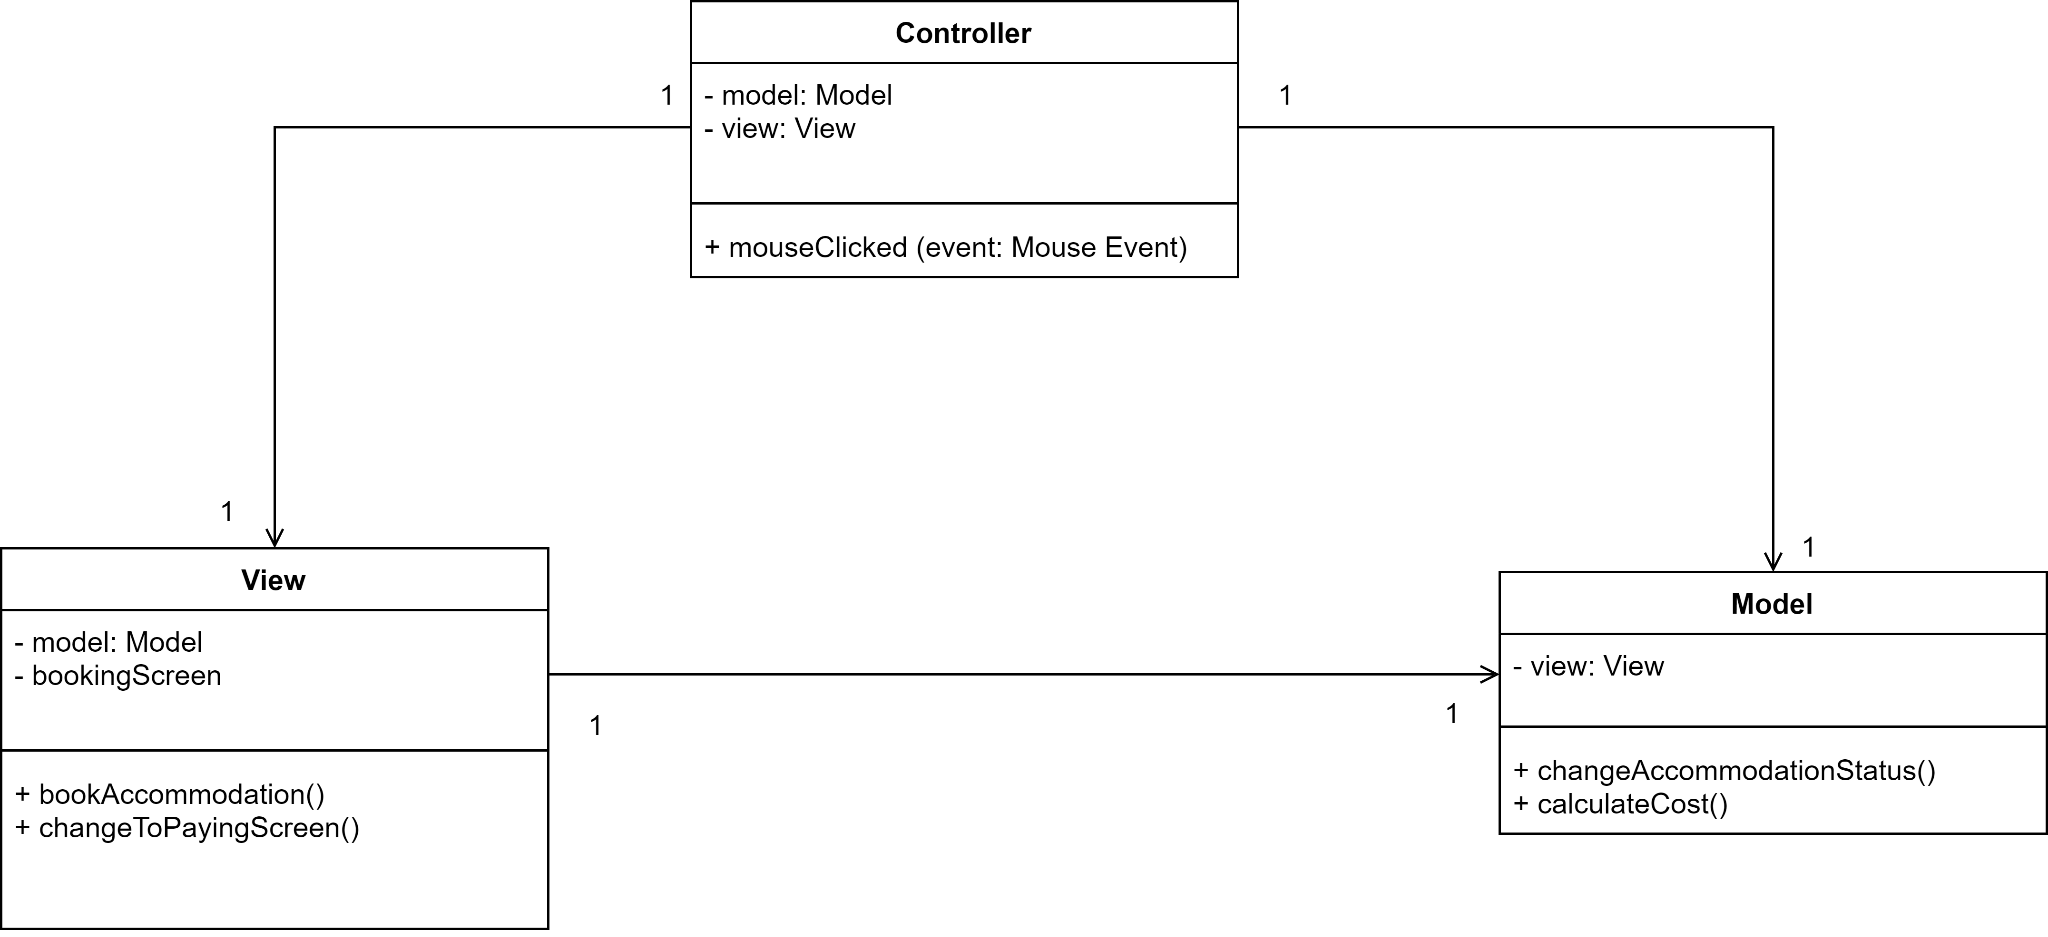 Controller
- model: Model
- view: View
+ mouseClicked (event: Mouse Event)
1
1
1
1
View
- model: Model
- bookingScreen
+ bookAccommodation()
+ changeToPayingScreen()
1
1
Model
- view: View
+ changeAccommodationStatus()
+ calculateCost()